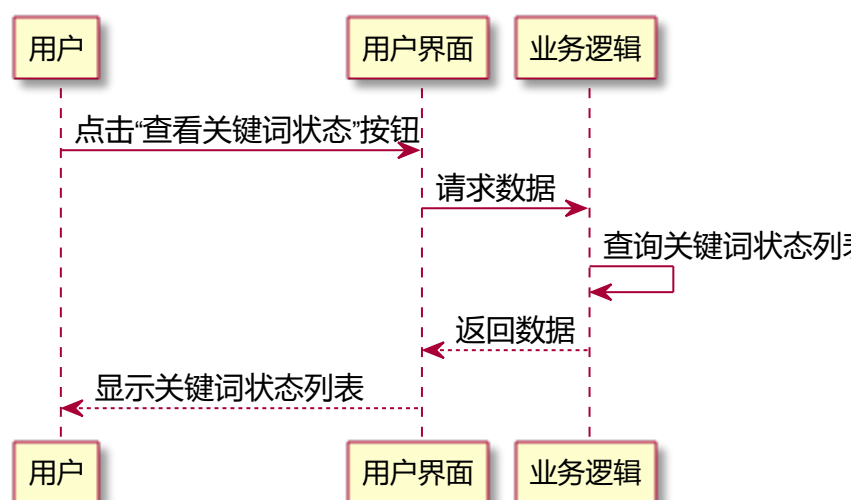 用户 用户界面 业务逻辑
点击“查看关键词状态”按钮
请求数据
查询关键词状态列
返回数据
显示关键词状态列表
用户 用户界面 业务逻辑